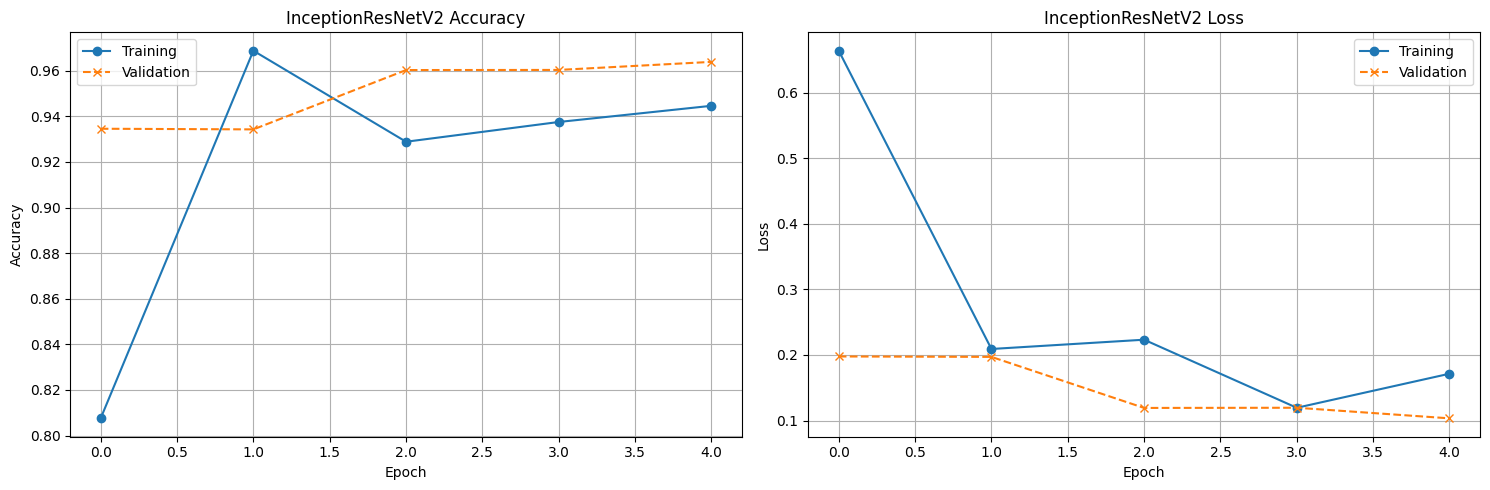 InceptionResNetV2 Accuracy
Training
Validation
0.96
0.94
0.92
0.90
0.88
0.86
0.84
0.82
0.80
Accuracy
0.0 0.5 1.0 1.5 2.0 2.5 3.0 3.5 4.0
Epoch
InceptionResNetV2 Loss
Training
Validation
0.6
0.5
0.4
0.3
0.2
0.1
Loss
0.0 0.5 1.0 1.5 2.0 2.5 3.0 3.5 4.0
Epoch